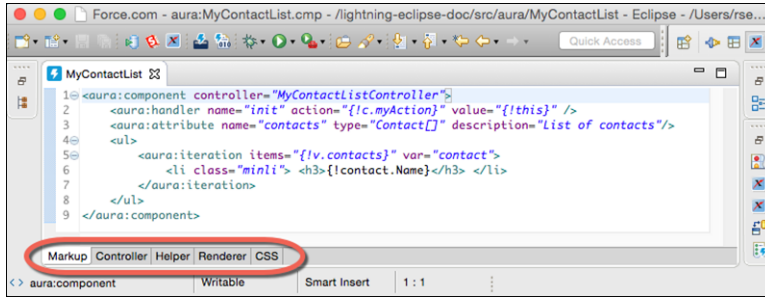 Force.com - aura:MyContactList.cmp - /lightning-eclipse-doc/src/aura/MyContactList - Eclipse - /Users/rse...
Quick Access
MyContactList
1 <aura:component controller="MyContactListController">
2 <aura:handler name="init" action="{!c.myAction}" value="{!this}" />
3 <aura:attribute name="contacts" type="Contact[]" description="List of contacts"/>
4 <ul>
5 <aura:iteration items="{!v.contacts}" var="contact">
6 <li class="minli"> <h3>{!contact.Name}</h3> </li>
7 </aura:iteration>
8 </ul>
9 </aura:component>
Markup Controller Helper Renderer CSS
<> aura:component Writable Smart Insert 1 : 1